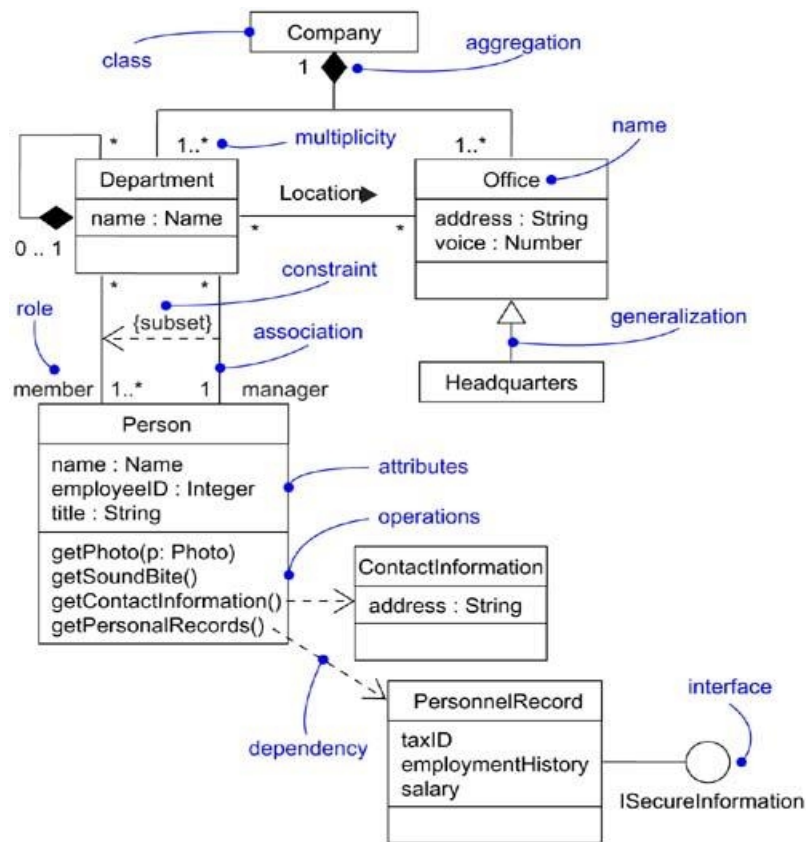 Company
class
1
aggregation
*
1..*
multiplicity
1..*
name
Department
Location
Office
name : Name
*
*
address : String
voice : Number
0 .. 1
*
*
constraint
role
{subset}
association
generalization
member
1..*
1
manager
Headquarters
Person
name : Name
employeeID : Integer
title : String
attributes
operations
getPhoto(p: Photo)
getSoundBite()
getContactInformation()
getPersonalRecords()
ContactInformation
address : String
dependency
PersonnelRecord
interface
taxID
employmentHistory
salary
ISecureInformation